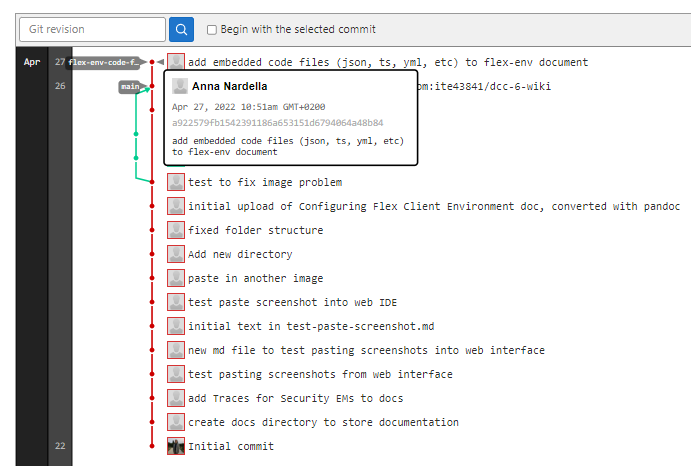 Git revision
Begin with the selected commit
Apr 27 flex-env-code-f… add embedded code files (json, ts, yml, etc) to flex-env document
26 main om:ite43841/dcc-6-wiki
Anna Nardella
Apr 27, 2022 10:51am GMT+0200
a922579fb1542391186a653151d6794064a48b84
add embedded code files (json, ts, yml, etc)
to flex-env document
test to fix image problem
initial upload of Configuring Flex Client Environment doc, converted with pandoc
fixed folder structure
Add new directory
paste in another image
test paste screenshot into web IDE
initial text in test-paste-screenshot.md
new md file to test pasting screenshots into web interface
test pasting screenshots from web interface
add Traces for Security EMs to docs
create docs directory to store documentation
22 Initial commit